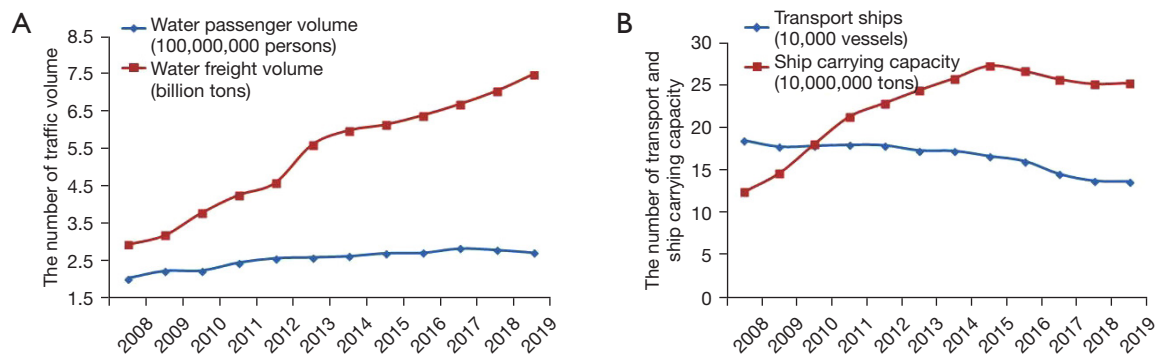 A
Water passenger volume
(100,000,000 persons)
Water freight volume
(billion tons)
The number of traffic volume
8.5
7.5
6.5
5.5
4.5
3.5
2.5
1.5
2008 2009 2010 2011 2012 2013 2014 2015 2016 2017 2018 2019
B
Transport ships
(10,000 vessels)
Ship carrying capacity
(10,000,000 tons)
The number of transport and
ship carrying capacity
30
25
20
15
10
5
0
2008 2009 2010 2011 2012 2013 2014 2015 2016 2017 2018 2019